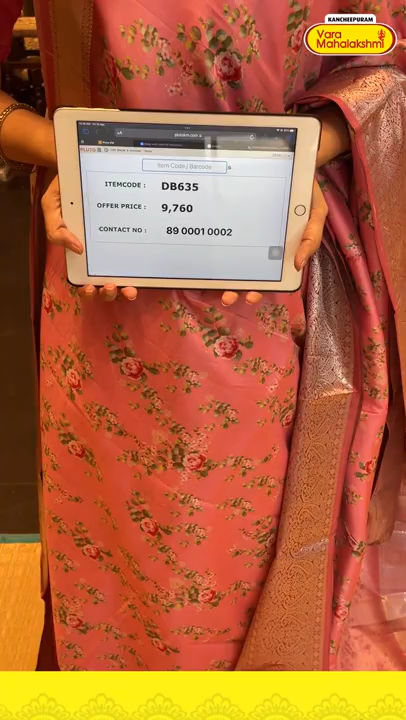 KANCHEEPURAM
Vara
Mahalakshmi
Item Code / Barcode
ITEMCODE : DB635
OFFER PRICE : 9,760
CONTACT NO : 89 0001 0002